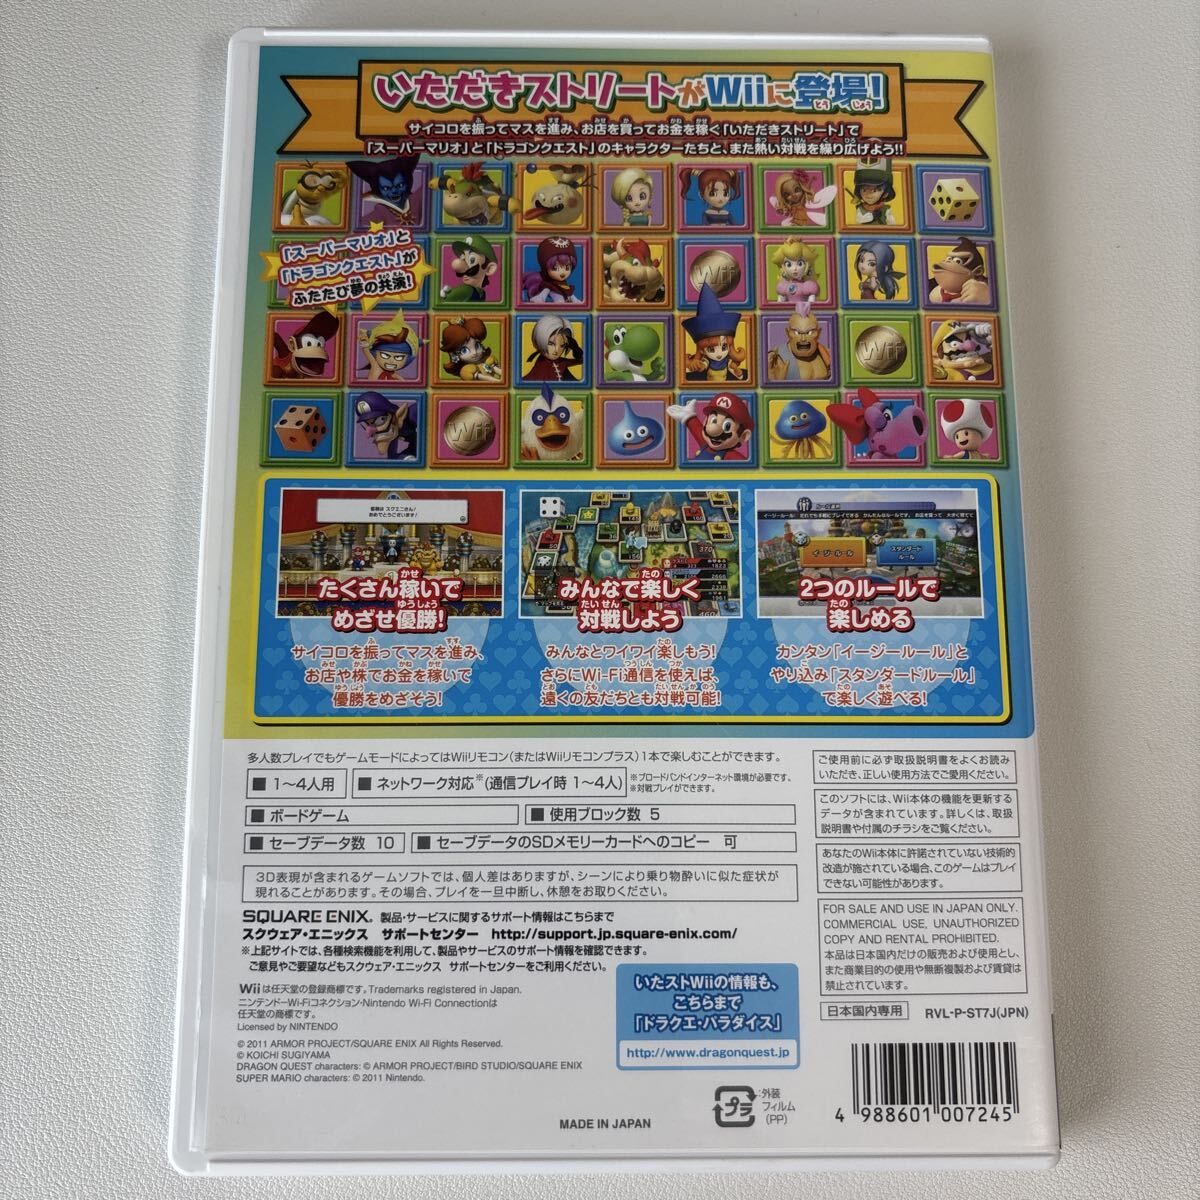 いただきストリートがWiiに登場!
サイコロを振ってマスを進み、お店を買ってお金を稼ぐ「いただきストリート」で
「スーパーマリオ」と「ドラゴンクエスト」のキャラクターたちと、また熱い対戦を繰り広げよう!!
「スーパーマリオ」と
「ドラゴンクエスト」が
ふたたび夢の共演!
Wii
Wii
Wii
優勝は スクエニさん!
おめでとうございます!
たくさん稼いで
めざせ優勝!
サイコロを振ってマスを進み、
お店や株でお金を稼いで
優勝をめざそう!
みんなで楽しく
対戦しよう
みんなとワイワイ楽しもう!
さらにWi-Fi通信を使えば、
遠くの友だちとも対戦可能!
イージールール
スタンダード
ルール
2つのルールで
楽しめる
カンタン「イージールール」と
やり込み「スタンダードルール」
で楽しく遊べる!
多人数プレイでもゲームモードによってはWiiリモコン(またはWiiリモコンプラス)1本で楽しむことができます。
■ 1〜4人用
■ ネットワーク対応※(通信プレイ時 1〜4人)
※ブロードバンドインターネット環境が必要です。
※対戦プレイができます。
■ ボードゲーム
■ 使用ブロック数 5
■ セーブデータ数 10
■ セーブデータのSDメモリーカードへのコピー 可
3D表現が含まれるゲームソフトでは、個人差はありますが、シーンにより乗り物酔いに似た症状が
現れることがあります。その場合、プレイを一旦中断し、休憩をお取りください。
SQUARE ENIX. 製品・サービスに関するサポート情報はこちらまで
スクウェア・エニックス サポートセンター http://support.jp.square-enix.com/
※上記サイトでは、各種検索機能を利用して、製品やサービスのサポート情報を確認できます。
ご意見やご要望などもスクウェア・エニックス サポートセンターをご利用ください。
Wiiは任天堂の登録商標です。Trademarks registered in Japan.
ニンテンドーWi-Fiコネクション・Nintendo Wi-Fi Connectionは
任天堂の商標です。
Licensed by NINTENDO
© 2011 ARMOR PROJECT/SQUARE ENIX All Rights Reserved.
© KOICHI SUGIYAMA
DRAGON QUEST characters: © ARMOR PROJECT/BIRD STUDIO/SQUARE ENIX
SUPER MARIO characters: © 2011 Nintendo.
いたストWiiの情報も、
こちらまで
「ドラクエ・パラダイス」
http://www.dragonquest.jp
ご使用前に必ず取扱説明書をよくお読み
いただき、正しい使用方法でご愛用ください。
このソフトには、Wii本体の機能を更新する
データが含まれています。詳しくは、取扱
説明書や付属のチラシをご覧ください。
あなたのWii本体に許諾されていない技術的
改造が施されている場合、このゲームはプレイ
できない可能性があります。
FOR SALE AND USE IN JAPAN ONLY.
COMMERCIAL USE, UNAUTHORIZED
COPY AND RENTAL PROHIBITED.
本品は日本国内だけの販売および使用とし、
また商業目的の使用や無断複製および賃貸は
禁止されています。
日本国内専用
RVL-P-ST7J(JPN)
プラ
:外装
フィルム
(PP)
MADE IN JAPAN
4 988601 007245